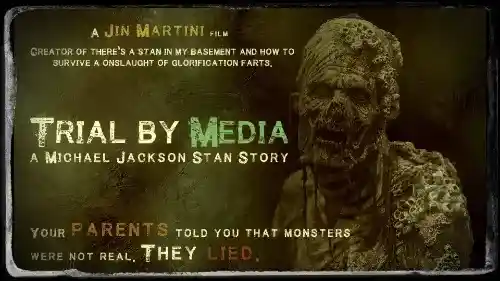 A Jin Martini film
Creator of There's a Stan in my basement and How to
survive a onslaught of glorification farts.
Trial by Media
a Michael Jackson Stan Story
Your parents told you that monsters
were not real. They lied.